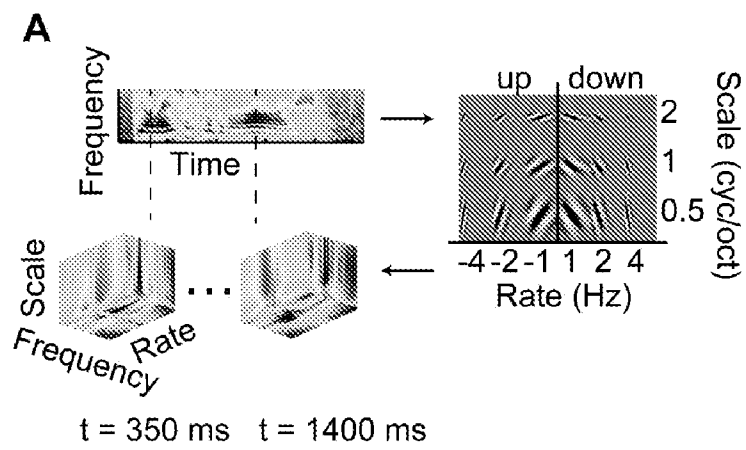 A
Frequency
Time
up down
2
1
0.5
Scale (cyc/oct)
-4 -2 -1 1 2 4
Rate (Hz)
Scale
Frequency
Rate
...
t = 350 ms t = 1400 ms